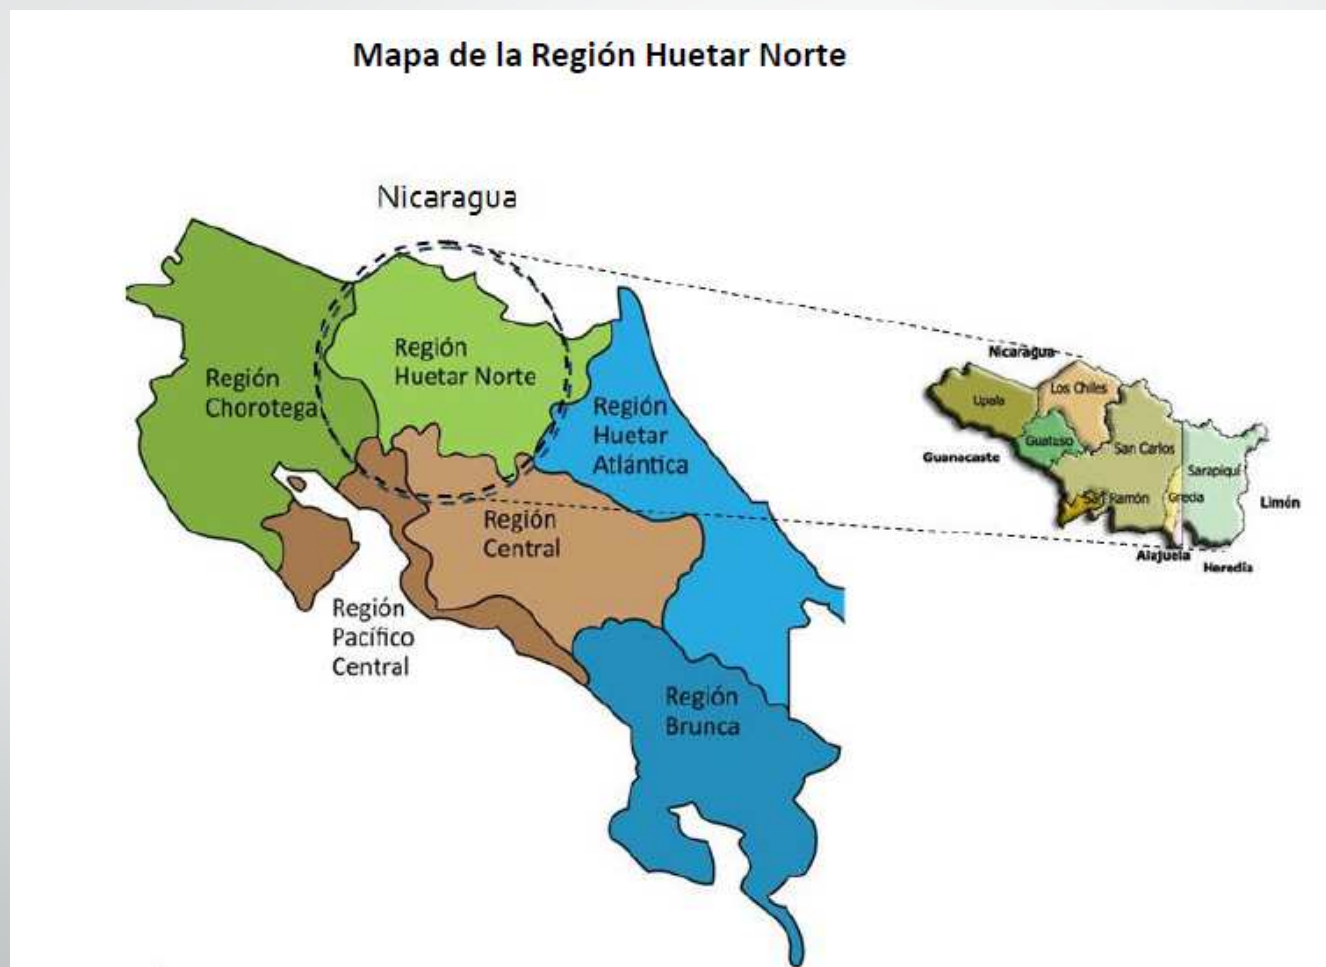 Mapa de la Región Huetar Norte
Nicaragua
Región
Huetar Norte
Región
Chorotega
Región
Huetar
Atlántica
Región
Central
Región
Pacífico
Central
Región
Brunca
Nicaragua
Los Chiles
Upala
Guatuso
San Carlos
Guanacaste
Sarapiquí
San Ramón
Grecia
Limón
Alajuela
Heredia